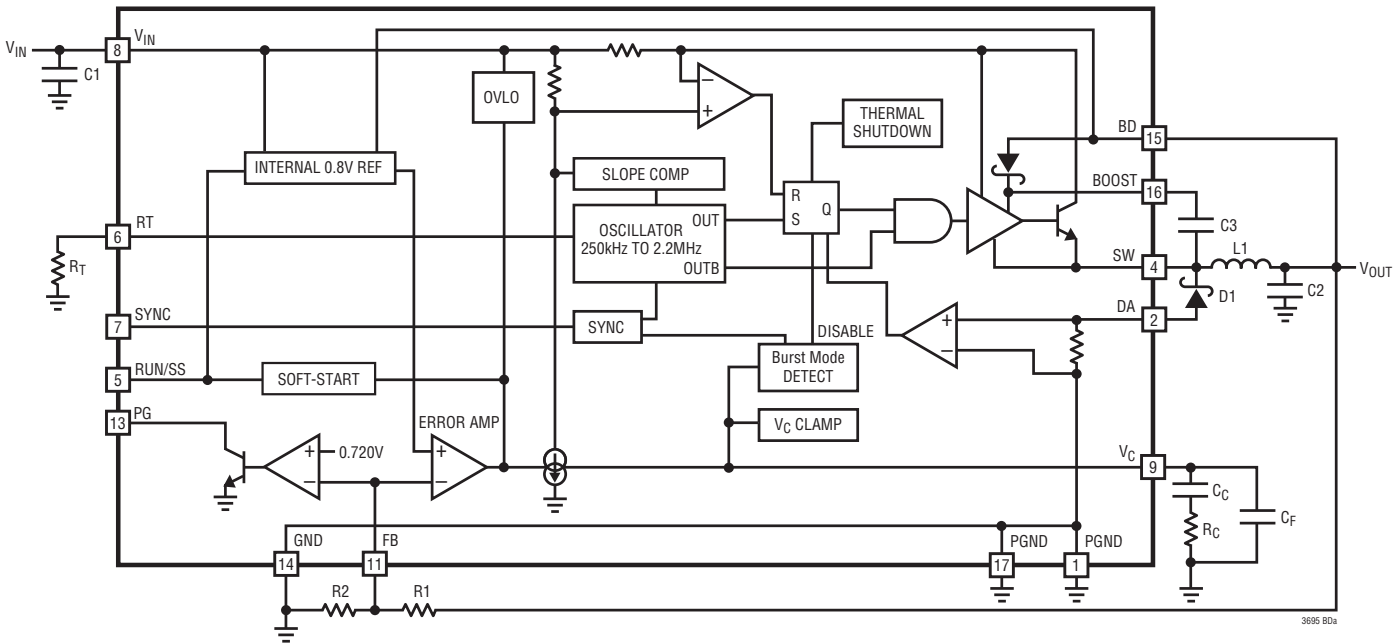 VIN
C1
8
VIN
OVLO
−
+
THERMAL
SHUTDOWN
BD
15
INTERNAL 0.8V REF
SLOPE COMP
BOOST
16
R
S
Q
C3
RT
6
RT
OSCILLATOR
250kHz TO 2.2MHz
OUT
OUTB
SW
4
L1
VOUT
D1
C2
SYNC
7
SYNC
DA
2
DISABLE
+
−
Burst Mode
DETECT
RUN/SS
5
SOFT-START
PG
13
ERROR AMP
VC CLAMP
+
0.720V
−
+
−
VC
9
CC
RC
CF
GND
14
FB
11
PGND
17
PGND
1
R2
R1
3695 BDa